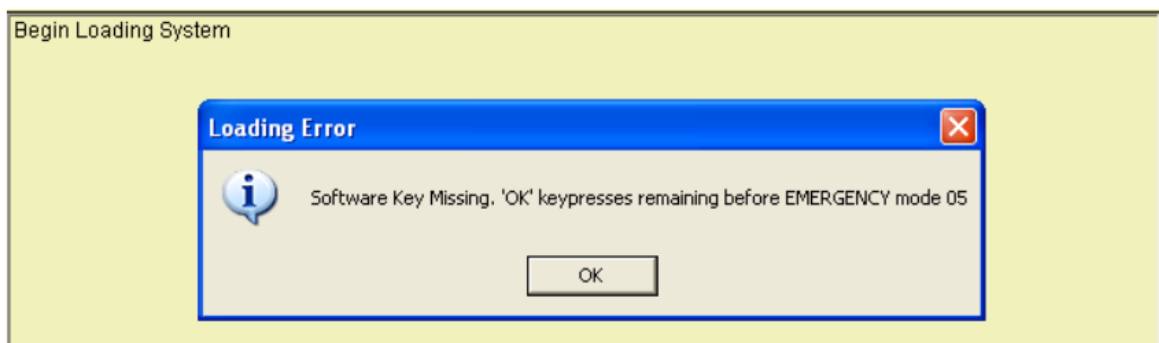 Begin Loading System
Loading Error
Software Key Missing. 'OK' keypresses remaining before EMERGENCY mode 05
OK